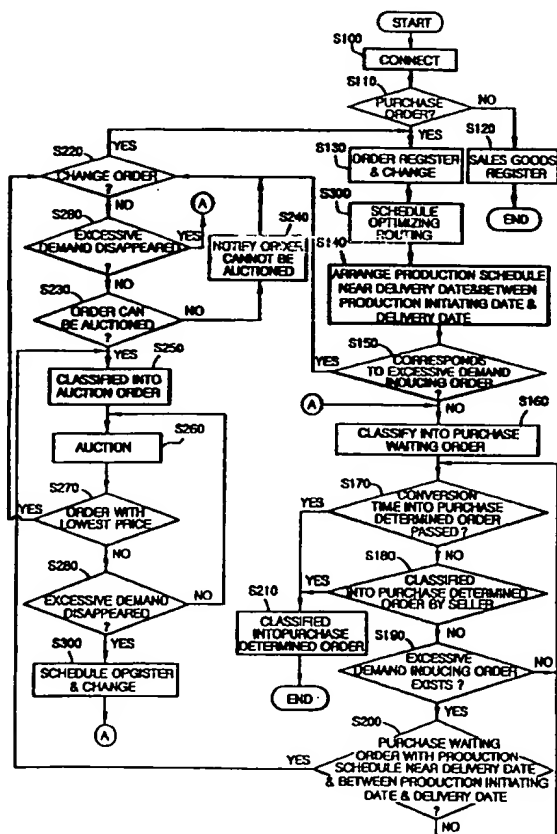 START
S100
CONNECT
S110
PURCHASE
ORDER?
NO
YES
S120
SALES GOODS
REGISTER
END
S130
ORDER REGISTER
& CHANGE
S300
SCHEDULE
OPTIMIZING
ROUTING
S140
ARRANGE PRODUCTION SCHEDULE
NEAR DELIVERY DATE&BETWEEN
PRODUCTION INITIATING DATE &
DELIVERY DATE
S150
YES
CORRESPONDS
TO EXCESSIVE DEMAND
INDUCING ORDER
?
A
NO
S160
CLASSIFY INTO PURCHASE
WAITING ORDER
S170
YES
CONVERSION
TIME INTO PURCHASE
DETERMINED ORDER
PASSED ?
NO
S180
YES
CLASSIFIED
INTO PURCHASE DETERMINED
ORDER BY SELLER
NO
S210
CLASSIFIED
INTOPURCHASE
DETERMINED ORDER
END
S190
EXCESSIVE
DEMAND INDUCING ORDER
EXISTS ?
NO
YES
S200
YES
PURCHASE WAITING
ORDER WITH PRODUCTION
SCHEDULE NEAR DELIVERY DATE
& BETWEEN PRODUCTION INITIATING
DATE & DELIVERY DATE
?
NO
S220
YES
CHANGE ORDER
?
NO
S280
EXCESSIVE
DEMAND DISAPPEARED
?
YES
A
NO
S240
NOTIFY ORDER
CANNOT BE
AUCTIONED
S230
ORDER CAN
BE AUCTIONED
?
NO
YES
S250
CLASSIFIED INTO
AUCTION ORDER
S260
AUCTION
S270
YES
ORDER WITH
LOWEST PRICE
NO
S280
EXCESSIVE DEMAND
DISAPPEARED
?
NO
YES
S300
SCHEDULE OPGISTER
& CHANGE
A